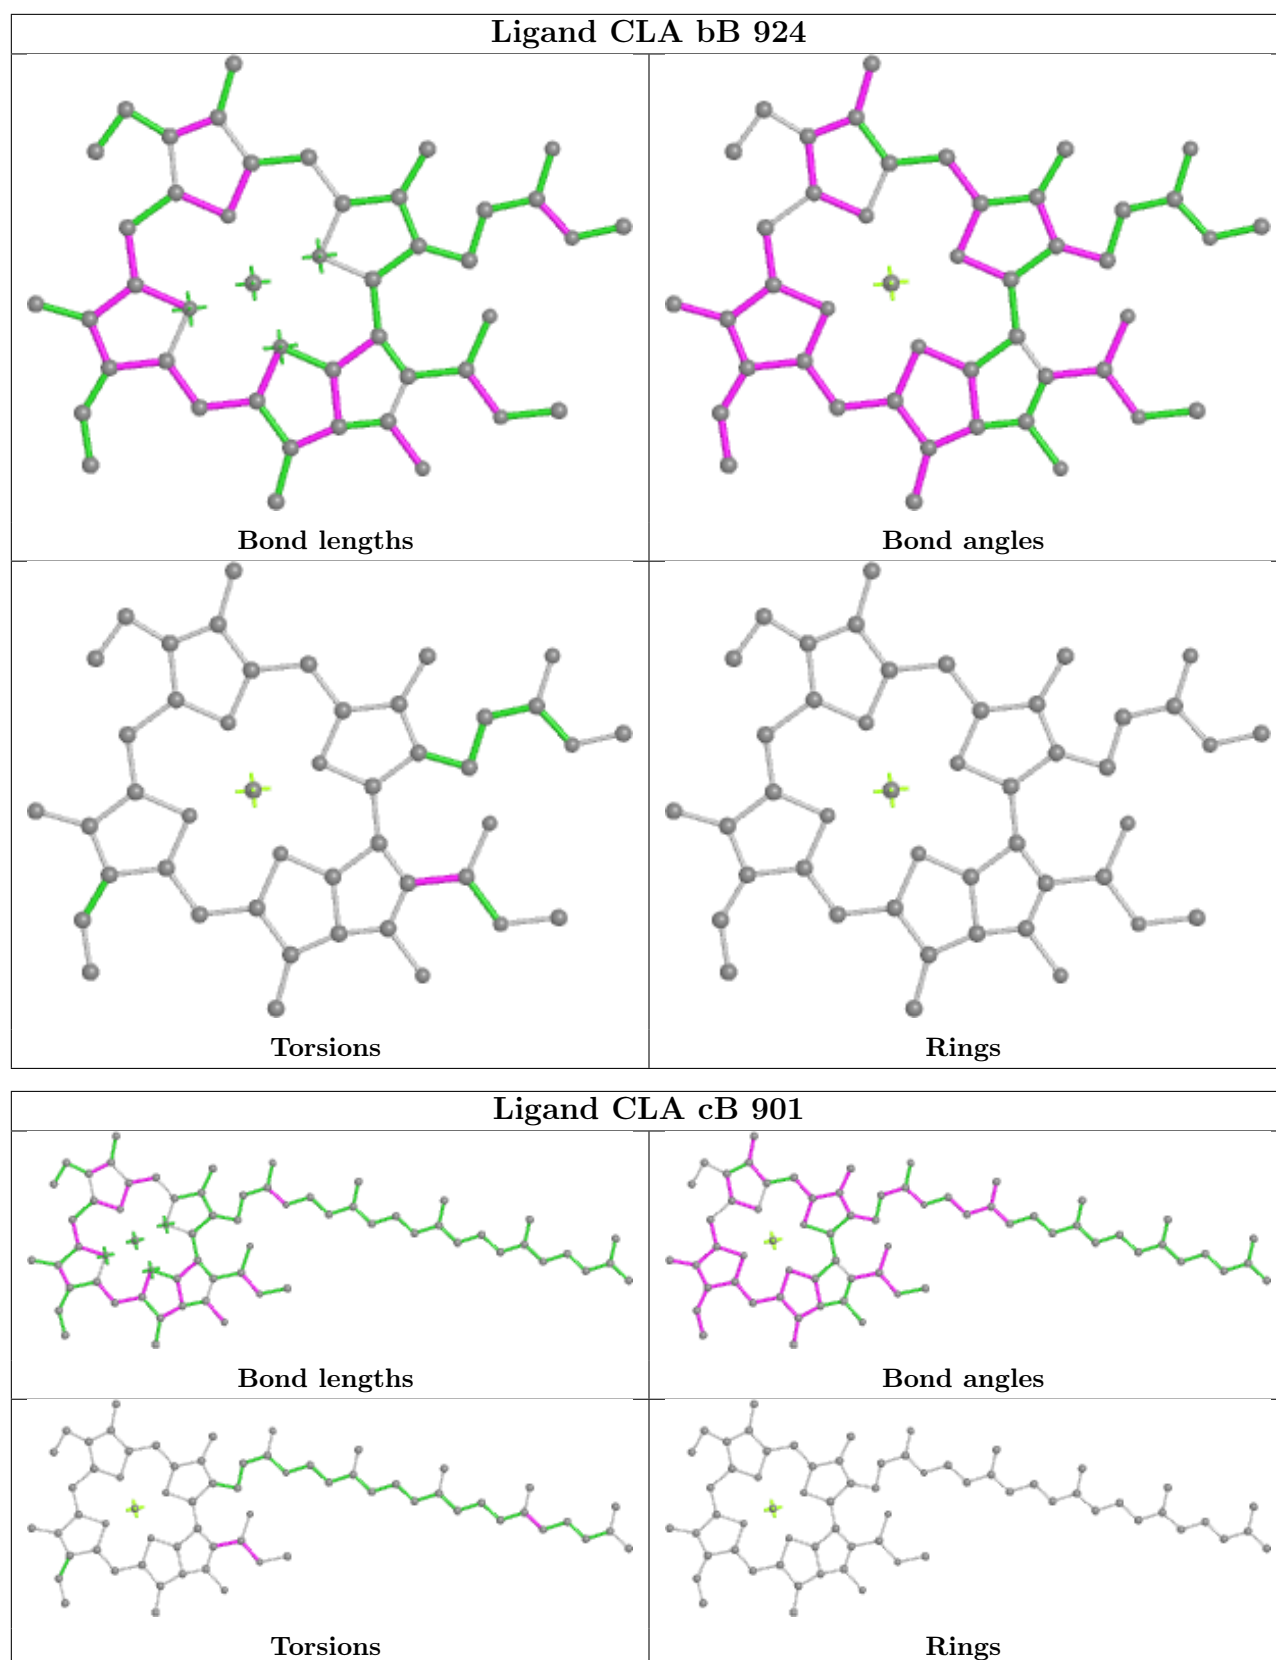 Ligand CLA bB 924
Bond lengths
Bond angles
Torsions
Rings
Ligand CLA cB 901
Bond lengths
Bond angles
Torsions
Rings